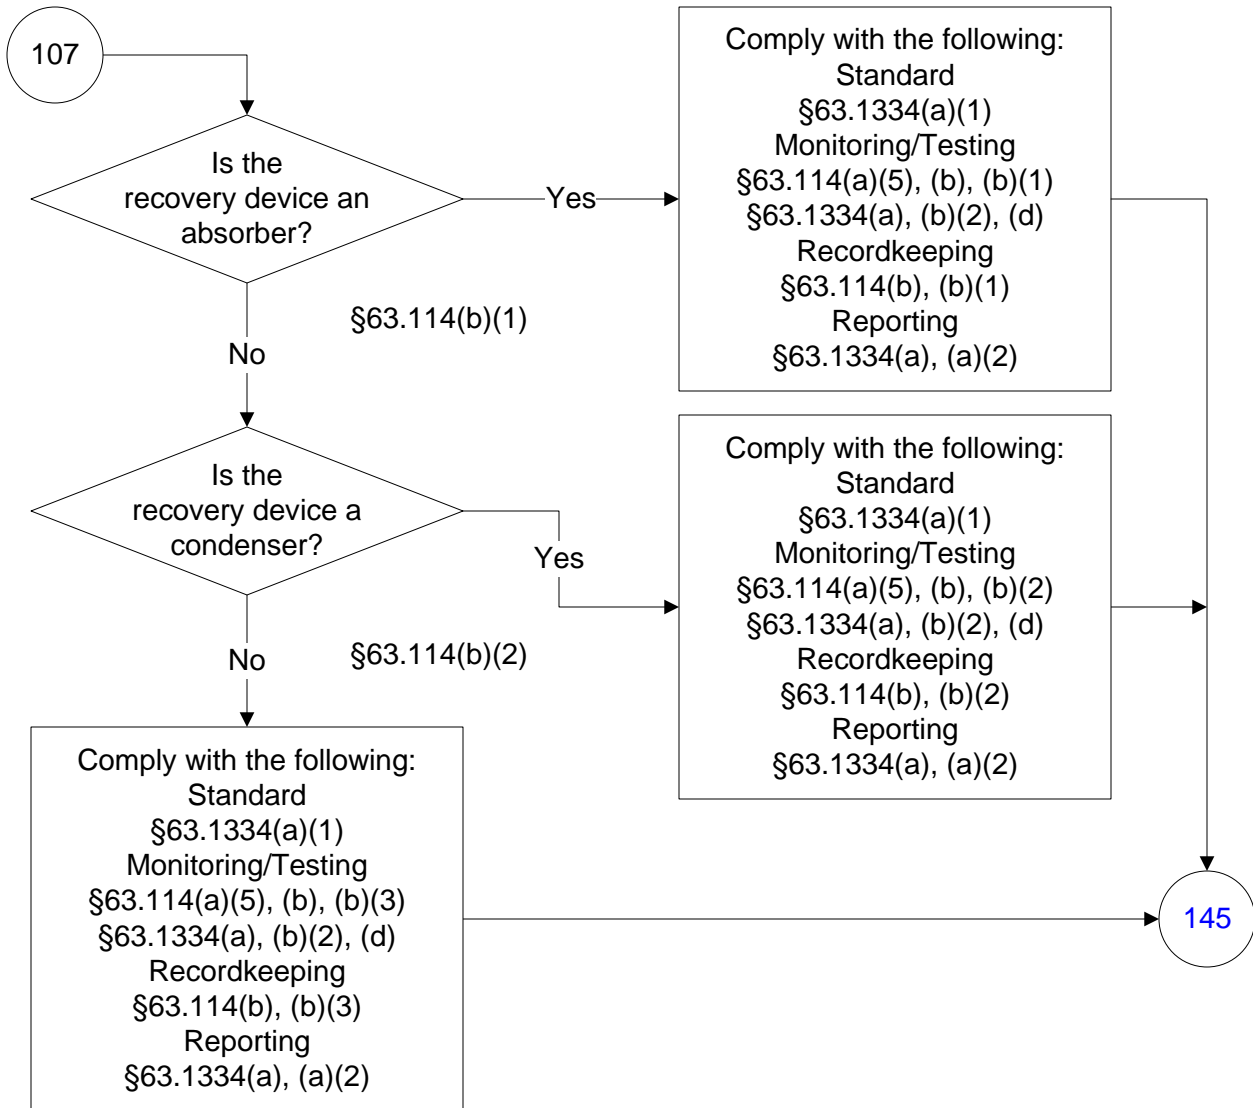 107
Is the
recovery device an
absorber?
Yes
Comply with the following:
Standard
§63.1334(a)(1)
Monitoring/Testing
§63.114(a)(5), (b), (b)(1)
§63.1334(a), (b)(2), (d)
Recordkeeping
§63.114(b), (b)(1)
Reporting
§63.1334(a), (a)(2)
§63.114(b)(1)
No
Is the
recovery device a
condenser?
Yes
Comply with the following:
Standard
§63.1334(a)(1)
Monitoring/Testing
§63.114(a)(5), (b), (b)(2)
§63.1334(a), (b)(2), (d)
Recordkeeping
§63.114(b), (b)(2)
Reporting
§63.1334(a), (a)(2)
§63.114(b)(2)
No
Comply with the following:
Standard
§63.1334(a)(1)
Monitoring/Testing
§63.114(a)(5), (b), (b)(3)
§63.1334(a), (b)(2), (d)
Recordkeeping
§63.114(b), (b)(3)
Reporting
§63.1334(a), (a)(2)
145